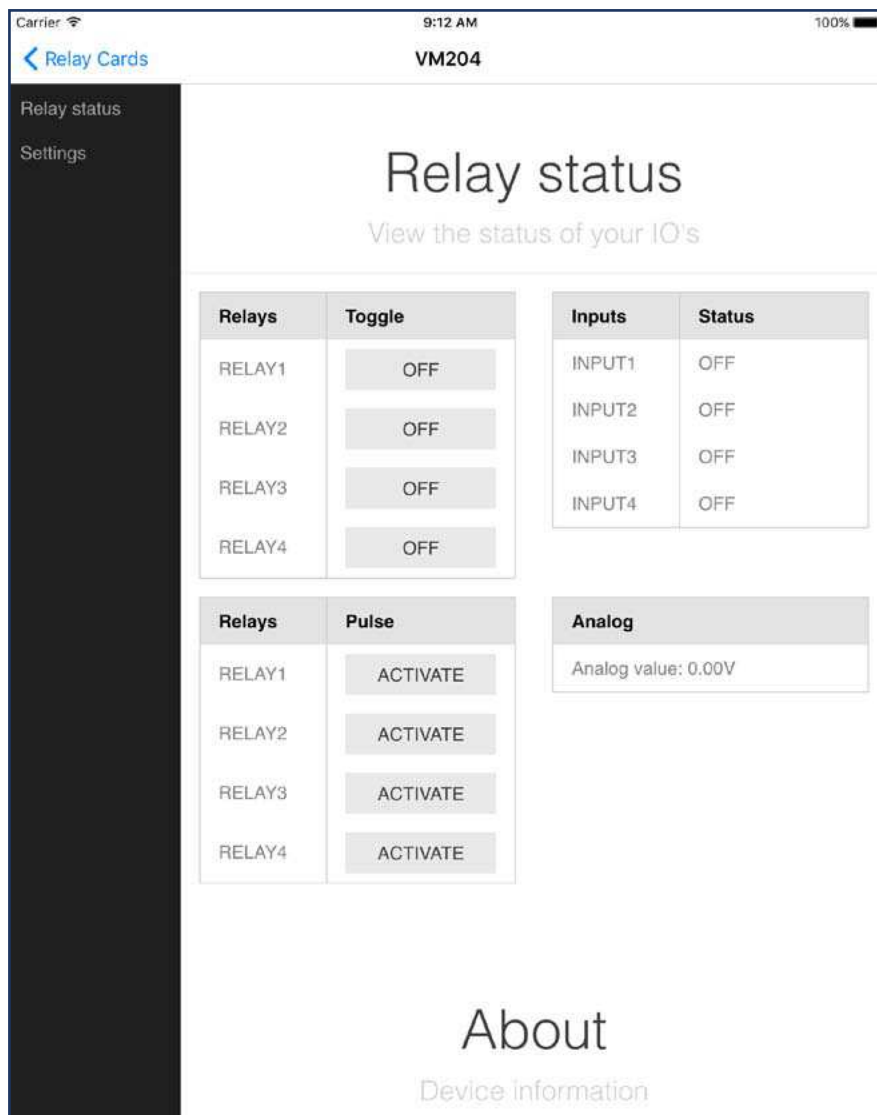 Carrier 9:12 AM 100%
Relay Cards VM204
Relay status
Settings
Relay status
View the status of your IO's
Relays Toggle
RELAY1 OFF
RELAY2 OFF
RELAY3 OFF
RELAY4 OFF
Inputs Status
INPUT1 OFF
INPUT2 OFF
INPUT3 OFF
INPUT4 OFF
Relays Pulse
RELAY1 ACTIVATE
RELAY2 ACTIVATE
RELAY3 ACTIVATE
RELAY4 ACTIVATE
Analog
Analog value: 0.00V
About
Device information